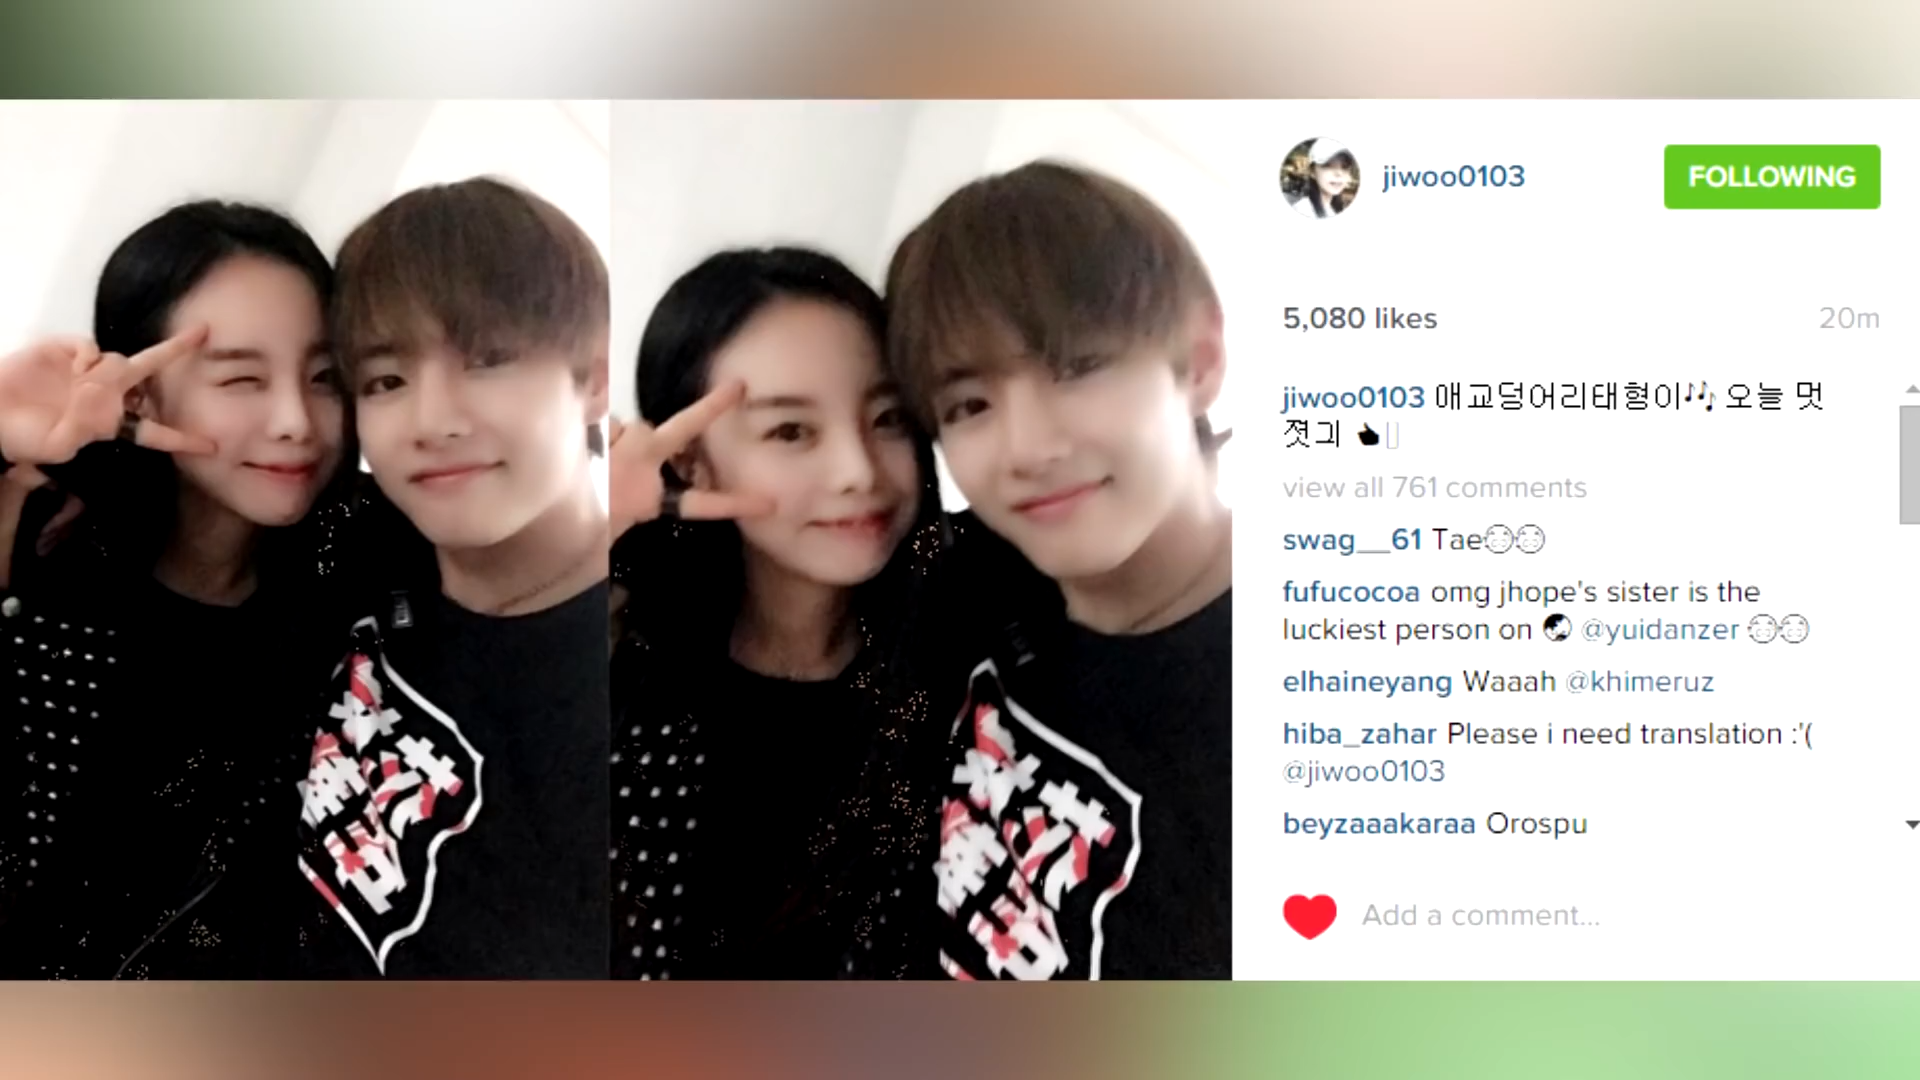 jiwoo0103
FOLLOWING
5,080 likes
20m
jiwoo0103 애교덩어리태형이🎶 오늘 멋
졋긔
view all 761 comments
swag__61 Tae
fufucocoa omg jhope's sister is the
luckiest person on 🌏 @yuidanzer
elhaineyang Waaah @khimeruz
hiba_zahar Please i need translation :'(
@jiwoo0103
beyzaaakaraa Orospu
Add a comment...